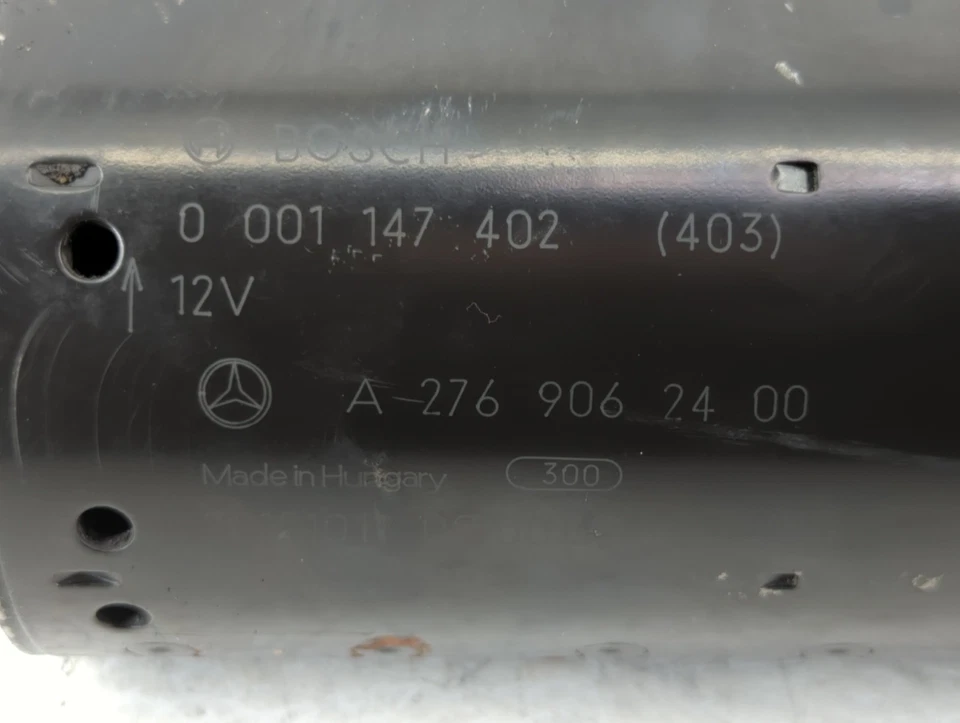 BOSCH
0 001 147 402 (403)
12V
A 276 906 24 00
Made in Hungary 300